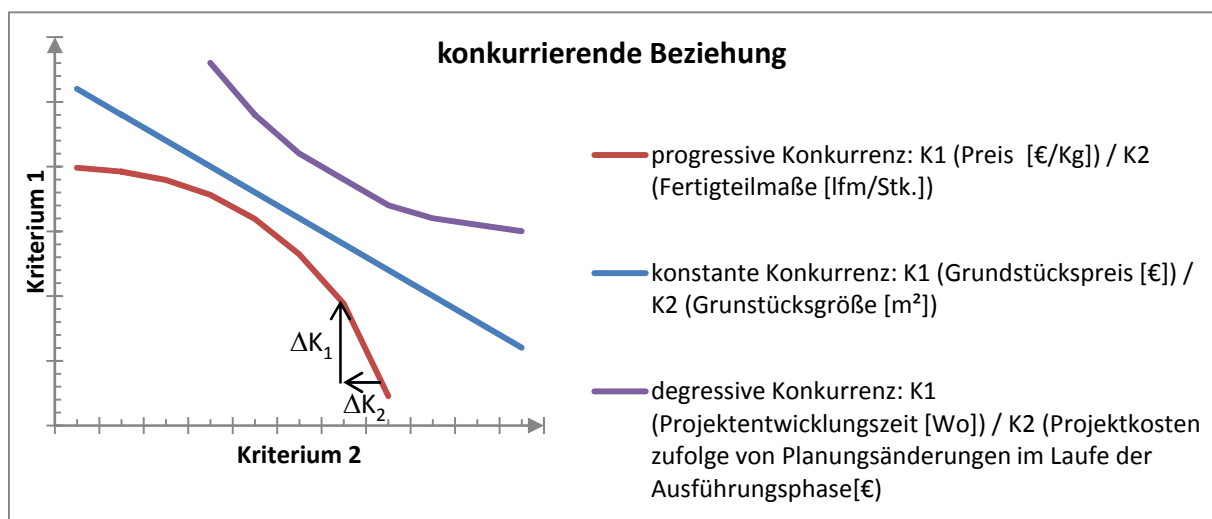 konkurrierende Beziehung
Kriterium 1
progressive Konkurrenz: K1 (Preis [€/Kg]) / K2
(Fertigteilmaße [lfm/Stk.])
konstante Konkurrenz: K1 (Grundstückspreis [€]) /
K2 (Grunstücksgröße [m²])
ΔK₁
ΔK₂
degressive Konkurrenz: K1
(Projektentwicklungszeit [Wo]) / K2 (Projektkosten
zufolge von Planungsänderungen im Laufe der
Ausführungsphase[€)
Kriterium 2